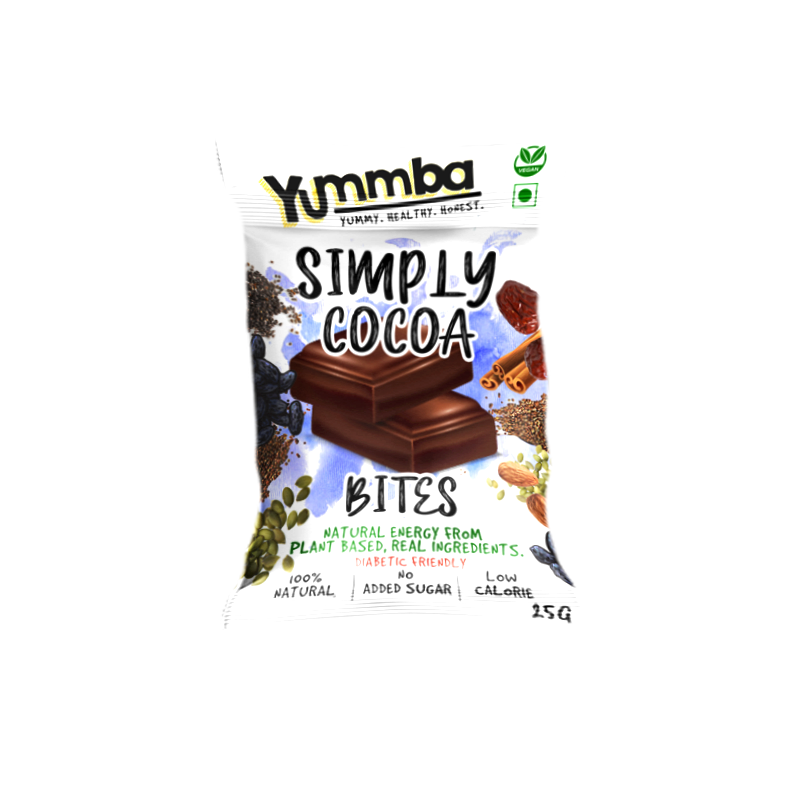 Yummba
YUMMY. HEALTHY. HONEST.
VEGAN
SIMPLY
COCOA
BITES
NATURAL ENERGY FROM
PLANT BASED, REAL INGREDIENTS.
DIABETIC FRIENDLY
100% NATURAL
NO ADDED SUGAR
LOW CALORIE
25G